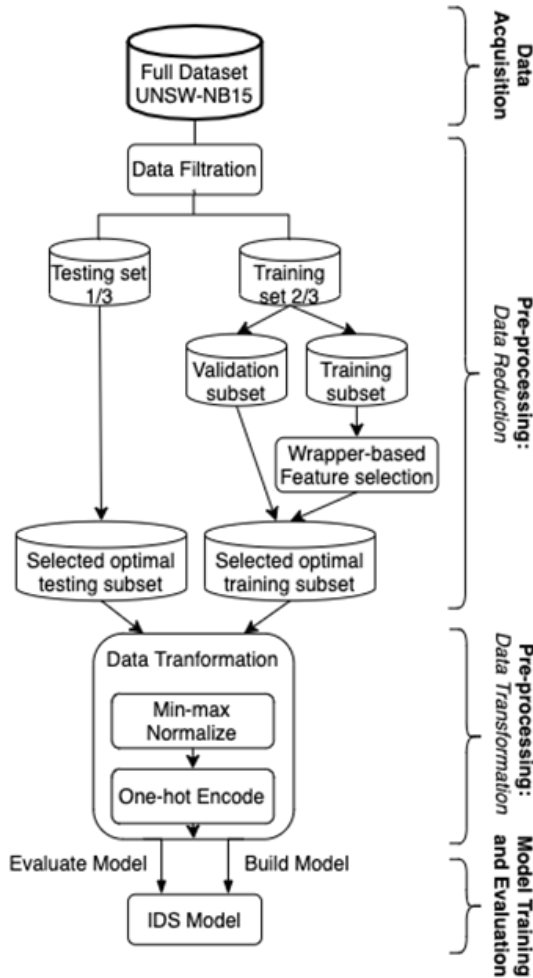 Full Dataset
UNSW-NB15
Data
Acquisition
Data Filtration
Testing set
1/3
Training
set 2/3
Validation
subset
Training
subset
Wrapper-based
Feature selection
Selected optimal
testing subset
Selected optimal
training subset
Pre-processing:
Data Reduction
Data Tranformation
Min-max
Normalize
One-hot Encode
Pre-processing:
Data Transformation
Evaluate Model
Build Model
IDS Model
Model Training
and Evaluation